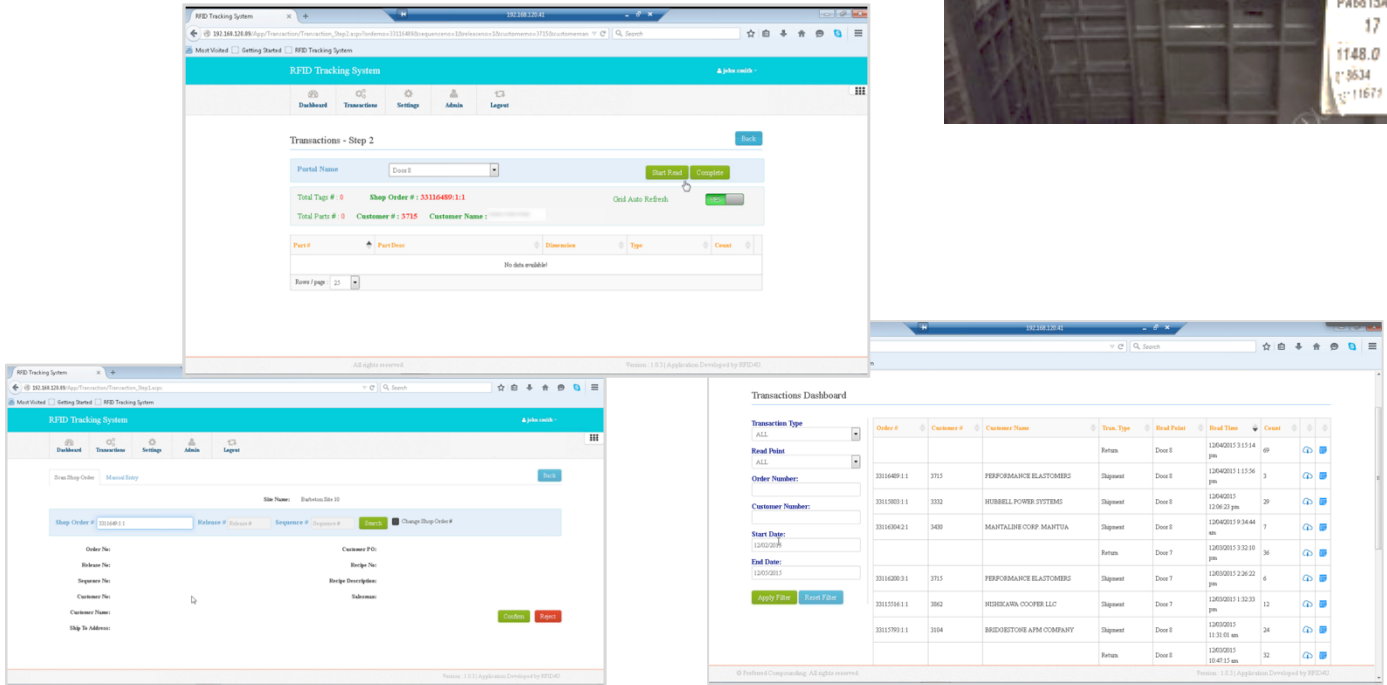 RFID Tracking System
192.168.120.41
192.168.120.89/App/Transaction/Transaction_Step2.aspx?orderno=33116489&sequenceno=1&releaseno=1&customerno=3715&customernam
Search
Most Visited Getting Started RFID Tracking System
RFID Tracking System john smith
Dashboard Transactions Settings Admin Logout
Transactions - Step 2 Back
Portal Name Door 8 Start Read Complete
Total Tags # : 0 Shop Order # : 33116489:1:1 Grid Auto Refresh YES
Total Parts # : 0 Customer # : 3715 Customer Name :
Part # Part Desc Dimension Type Count
No data available!
Rows / page : 25
All rights reserved. Version : 1.0.3 | Application Developed by RFID4U
17
1148.0
RFID Tracking System
192.168.120.89/App/Transaction/Transaction_Step1.aspx Search
Most Visited Getting Started RFID Tracking System
RFID Tracking System john smith
Dashboard Transactions Settings Admin Logout
Scan Shop Order Manual Entry Back
Site Name: Barberton Site 10
Shop Order # Release # Release # Sequence # Sequence # Search Change Shop Order #
Order No: Customer PO:
Release No: Recipe No:
Sequence No: Recipe Description:
Customer No: Salesman:
Customer Name:
Ship To Address:
Confirm Reject
Version : 1.0.3 | Application Developed by RFID4U
192.168.120.41
Search
Transactions Dashboard
Transaction Type
ALL
Read Point
ALL
Order Number:
Customer Number:
Start Date:
12/02/2015
End Date:
12/05/2015
Apply Filter Reset Filter
Order # Customer # Customer Name Tran. Type Read Point Read Time Count
Return Door 8 12/04/2015 3:15:14 pm 69
33116489:1:1 3715 PERFORMANCE ELASTOMERS Shipment Door 8 12/04/2015 1:15:56 pm 3
33115803:1:1 3332 HUBBELL POWER SYSTEMS Shipment Door 8 12/04/2015 12:06:23 pm 29
33116304:2:1 3430 MANTALINE CORP. MANTUA Shipment Door 8 12/04/2015 9:34:44 am 7
Return Door 7 12/03/2015 3:32:10 pm 36
33116200:3:1 3715 PERFORMANCE ELASTOMERS Shipment Door 7 12/03/2015 2:26:22 pm 6
33115516:1:1 3862 NISHIKAWA COOPER LLC Shipment Door 7 12/03/2015 1:32:33 pm 12
33115793:1:1 3104 BRIDGESTONE APM COMPANY Shipment Door 8 12/03/2015 11:31:01 am 24
Return Door 8 12/03/2015 10:47:15 am 32
© Preferred Compounding. All rights reserved. Version : 1.0.3 | Application Developed by RFID4U